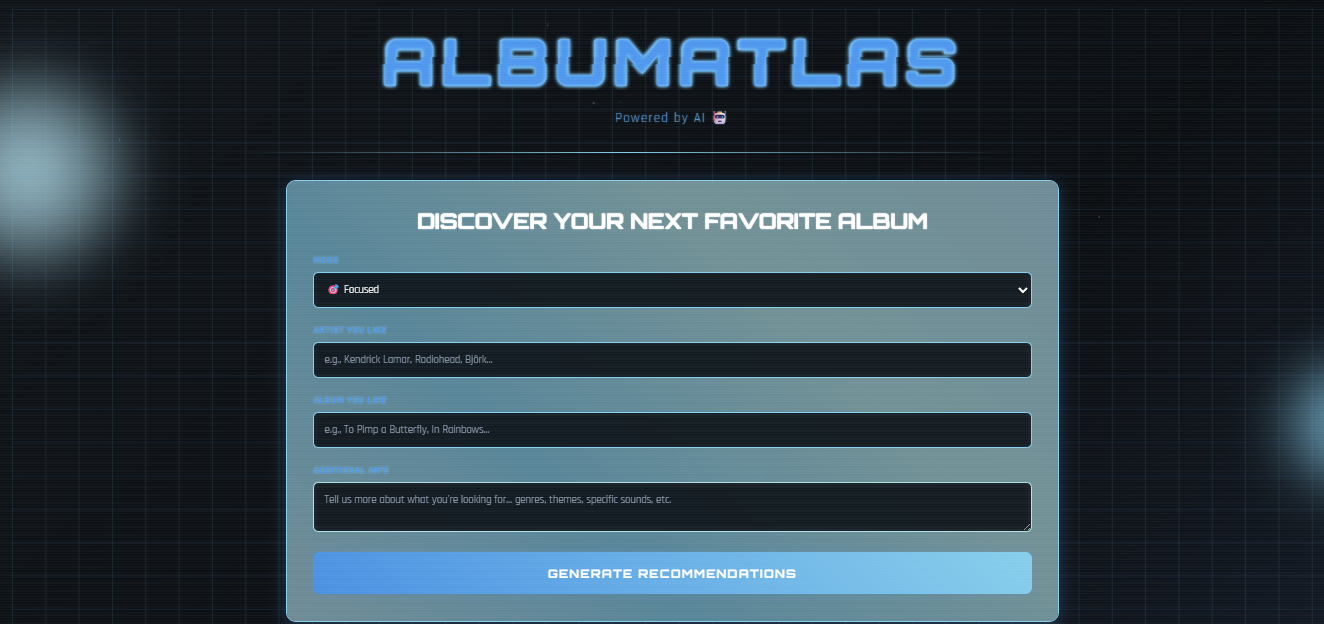 ALBUMATLAS
Powered by AI
DISCOVER YOUR NEXT FAVORITE ALBUM
MOOD
Focused
ARTIST YOU LIKE
e.g., Kendrick Lamar, Radiohead, Björk...
ALBUM YOU LIKE
e.g., To Pimp a Butterfly, In Rainbows...
ADDITIONAL INFO
Tell us more about what you're looking for... genres, themes, specific sounds, etc.
GENERATE RECOMMENDATIONS